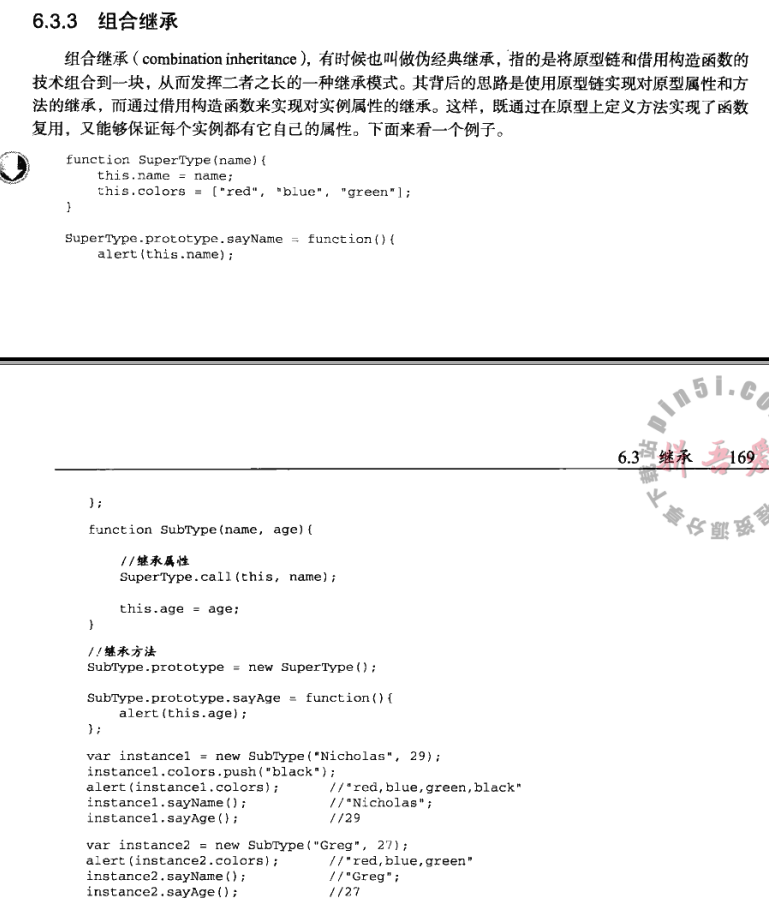 6.3.3 组合继承
组合继承（combination inheritance），有时候也叫做伪经典继承，指的是将原型链和借用构造函数的
技术组合到一块，从而发挥二者之长的一种继承模式。其背后的思路是使用原型链实现对原型属性和方
法的继承，而通过借用构造函数来实现对实例属性的继承。这样，既通过在原型上定义方法实现了函数
复用，又能够保证每个实例都有它自己的属性。下面来看一个例子。
function SuperType(name){
this.name = name;
this.colors = ["red", "blue", "green"];
}
SuperType.prototype.sayName = function(){
alert(this.name);
6.3 继承 169
};
function SubType(name, age){
//继承属性
SuperType.call(this, name);
this.age = age;
}
//继承方法
SubType.prototype = new SuperType();
SubType.prototype.sayAge = function(){
alert(this.age);
};
var instance1 = new SubType("Nicholas", 29);
instance1.colors.push("black");
alert(instance1.colors); //"red,blue,green,black"
instance1.sayName(); //"Nicholas";
instance1.sayAge(); //29
var instance2 = new SubType("Greg", 27);
alert(instance2.colors); //"red,blue,green"
instance2.sayName(); //"Greg";
instance2.sayAge(); //27